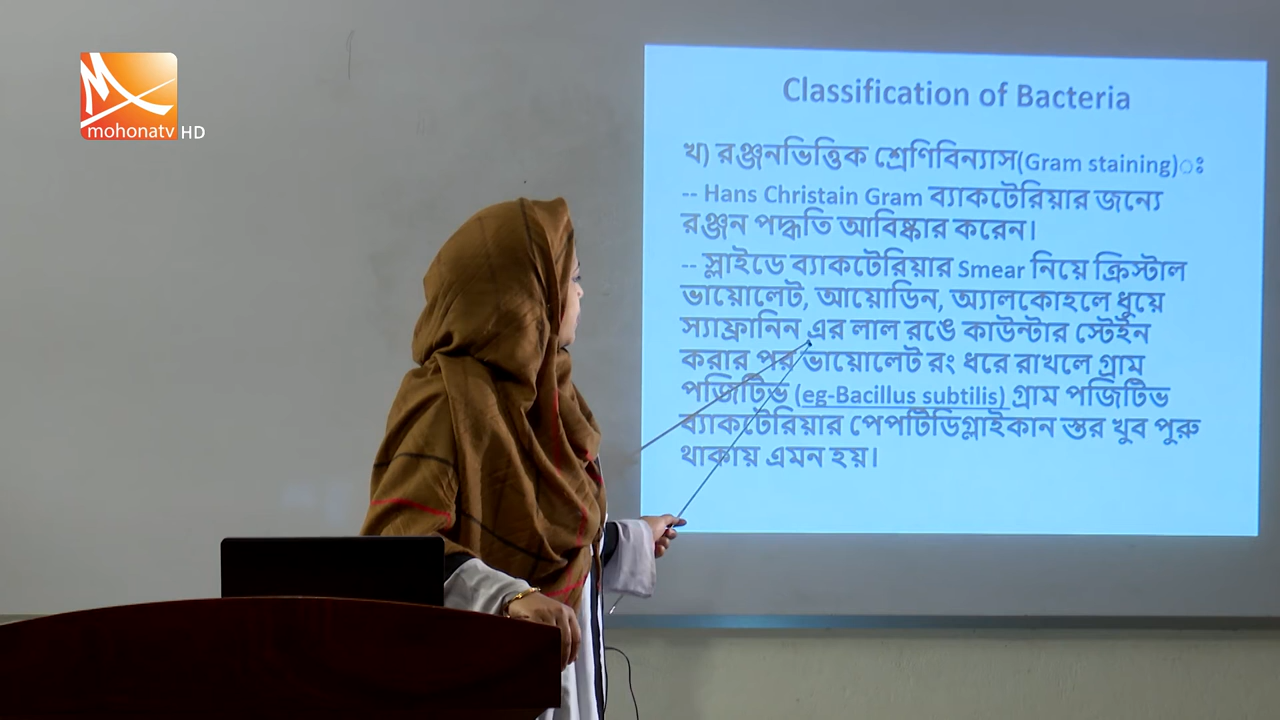 mohonatv HD
Classification of Bacteria
খ) রঞ্জনভিত্তিক শ্রেণিবিন্যাস(Gram staining)ঃ
-- Hans Christain Gram ব্যাকটেরিয়ার জন্যে
রঞ্জন পদ্ধতি আবিষ্কার করেন।
-- স্লাইডে ব্যাকটেরিয়ার Smear নিয়ে ক্রিস্টাল
ভায়োলেট, আয়োডিন, অ্যালকোহলে ধুয়ে
স্যাফ্রানিন এর লাল রঙে কাউন্টার স্টেইন
করার পর ভায়োলেট রং ধরে রাখলে গ্রাম
পজিটিভ (eg-Bacillus subtilis) গ্রাম পজিটিভ
ব্যাকটেরিয়ার পেপটিডিগ্লাইকান স্তর খুব পুরু
থাকায় এমন হয়।